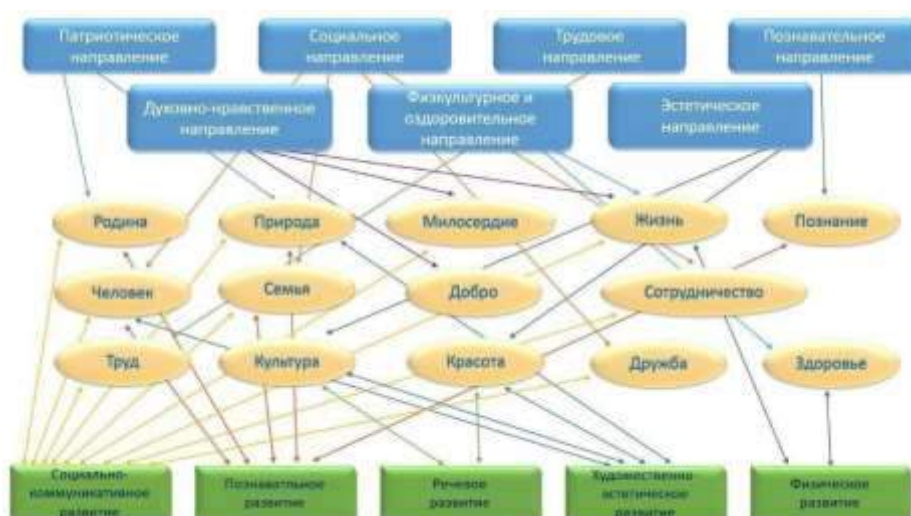 Патриотическое
направление
Социальное
направление
Трудовое
направление
Познавательное
направление
Духовно-нравственное
направление
Физкультурное и
оздоровительное
направление
Эстетическое
направление
Родина
Природа
Милосердие
Жизнь
Познание
Человек
Семья
Добро
Сотрудничество
Труд
Культура
Красота
Дружба
Здоровье
Социально-
коммуникативное
развитие
Познавательное
развитие
Речевое
развитие
Художественно
эстетическое
развитие
Физическое
развитие